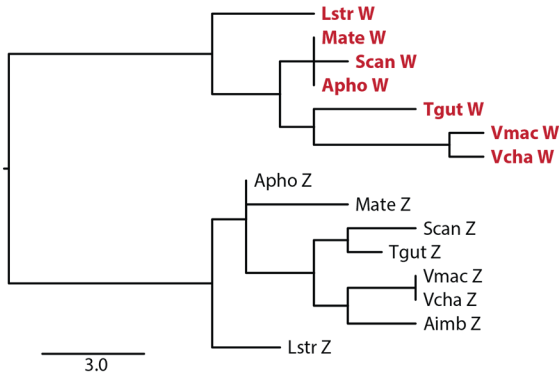 Lstr W
Mate W
Scan W
Apho W
Tgut W
Vmac W
Vcha W
Apho Z
Mate Z
Scan Z
Tgut Z
Vmac Z
Vcha Z
Aimb Z
Lstr Z
3.0